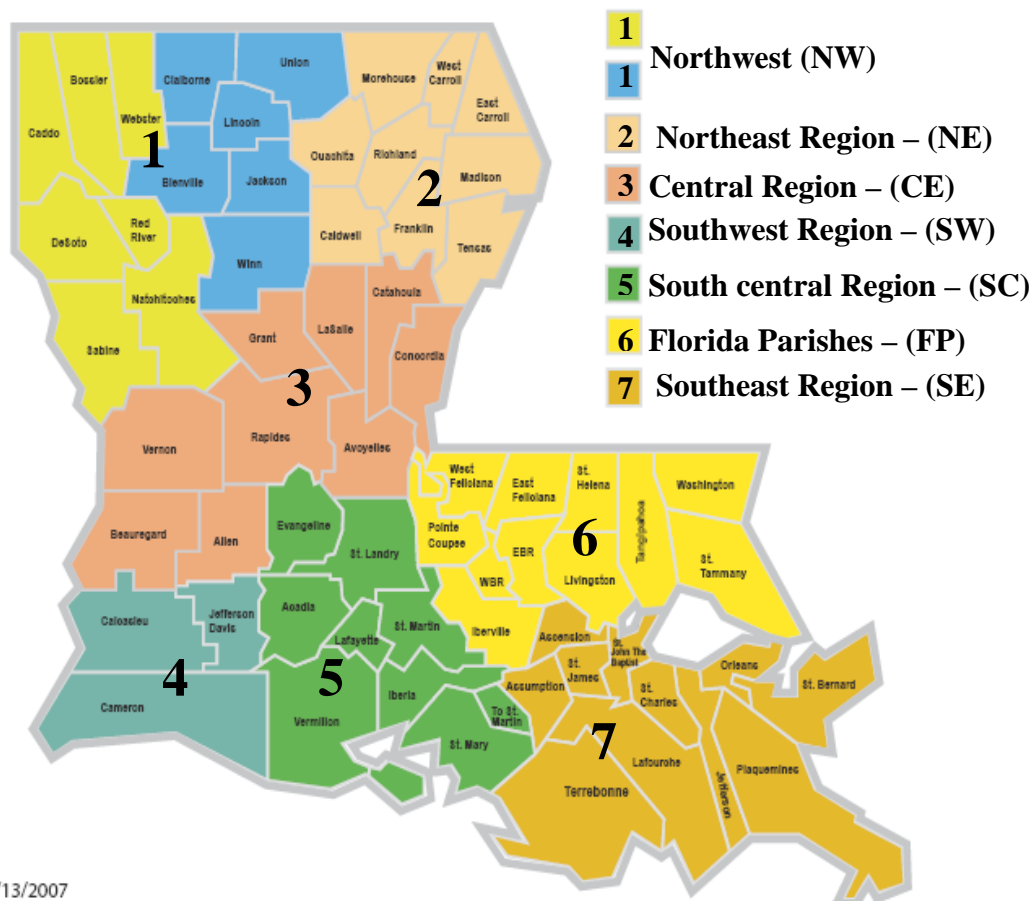 1
1
Northwest (NW)
2 Northeast Region – (NE)
3 Central Region – (CE)
4 Southwest Region – (SW)
5 South central Region – (SC)
6 Florida Parishes – (FP)
7 Southeast Region – (SE)
Caddo
Bossier
Webster
1
Claiborne
Union
Lincoln
Bienville
Jackson
Winn
DeSoto
Red
River
Natchitoches
Sabine
Morehouse
West
Carroll
East
Carroll
Ouachita
Richland
2
Madison
Caldwell
Franklin
Tensas
Grant
LaSalle
Catahoula
Concordia
3
Vernon
Rapides
Avoyelles
Beauregard
Allen
Calcasieu
Jefferson
Davis
4
Cameron
Evangeline
St. Landry
Acadia
Lafayette
St. Martin
5
Vermilion
Iberia
To St.
Martin
St. Mary
West
Feliciana
East
Feliciana
St.
Helena
Tangipahoa
Washington
Pointe
Coupee
EBR
6
WBR
Livingston
St.
Tammany
Iberville
Ascension
St.
John The
Baptist
Orleans
St. Bernard
Assumption
St.
James
St.
Charles
7
Lafourche
Terrebonne
Jefferson
Plaquemines
/13/2007